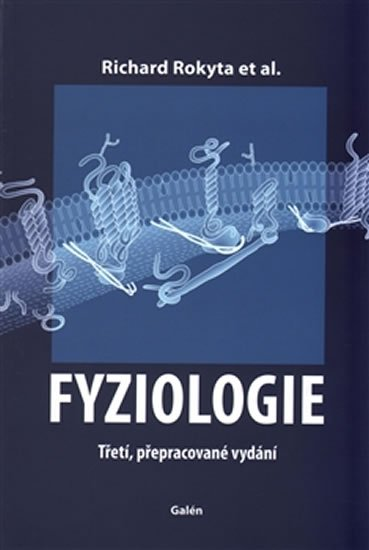 Richard Rokyta et al.
FYZIOLOGIE
Třetí, přepracované vydání
Galén